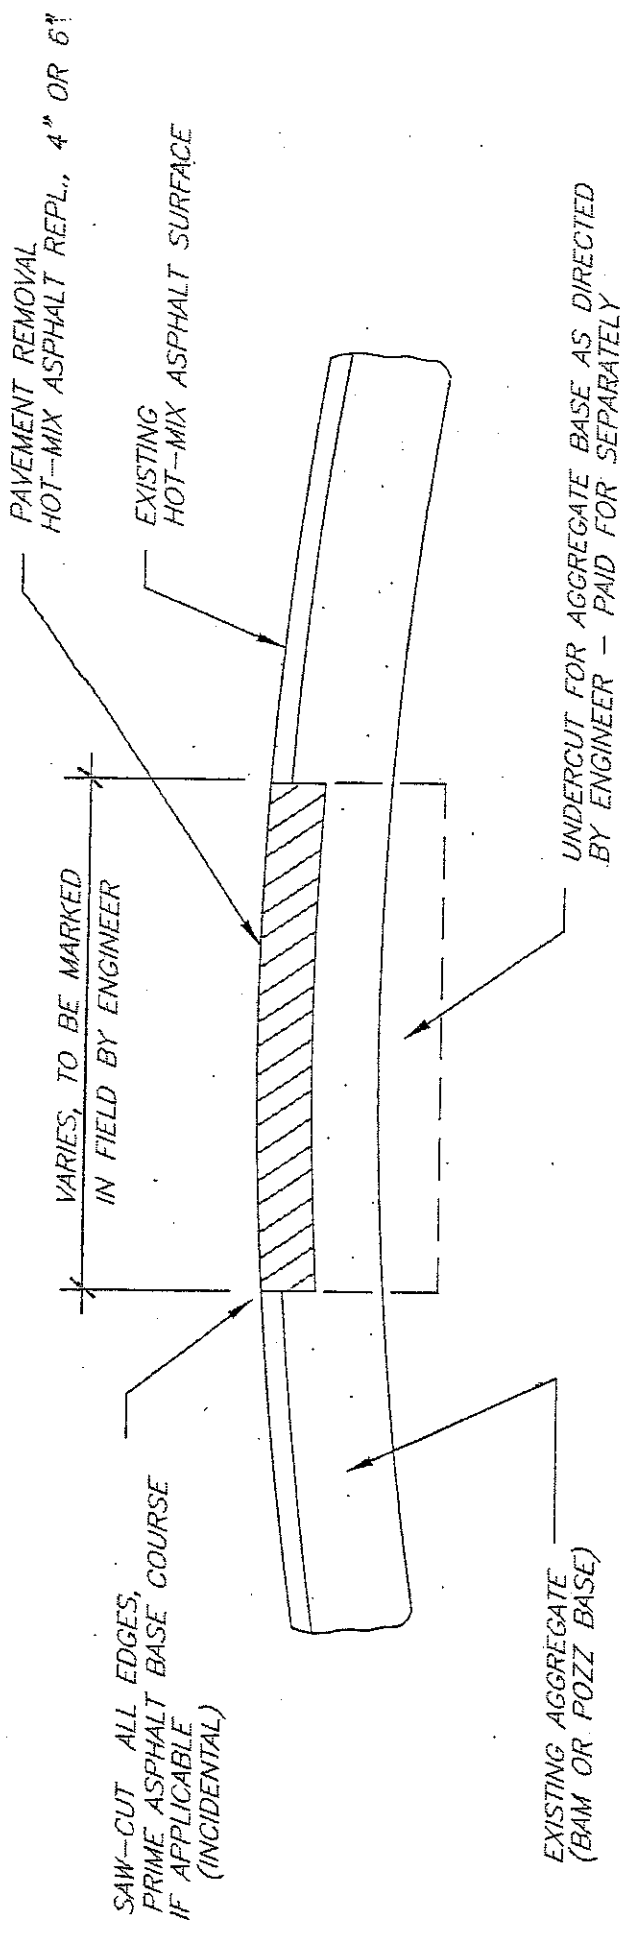 PAVEMENT REMOVAL
HOT-MIX ASPHALT REPL., 4" OR 6"
EXISTING
HOT-MIX ASPHALT SURFACE
VARIES, TO BE MARKED
IN FIELD BY ENGINEER
SAW-CUT ALL EDGES,
PRIME ASPHALT BASE COURSE
IF APPLICABLE
(INCIDENTAL)
UNDERCUT FOR AGGREGATE BASE AS DIRECTED
BY ENGINEER - PAID FOR SEPARATELY
EXISTING AGGREGATE
(BAM OR POZZ BASE)